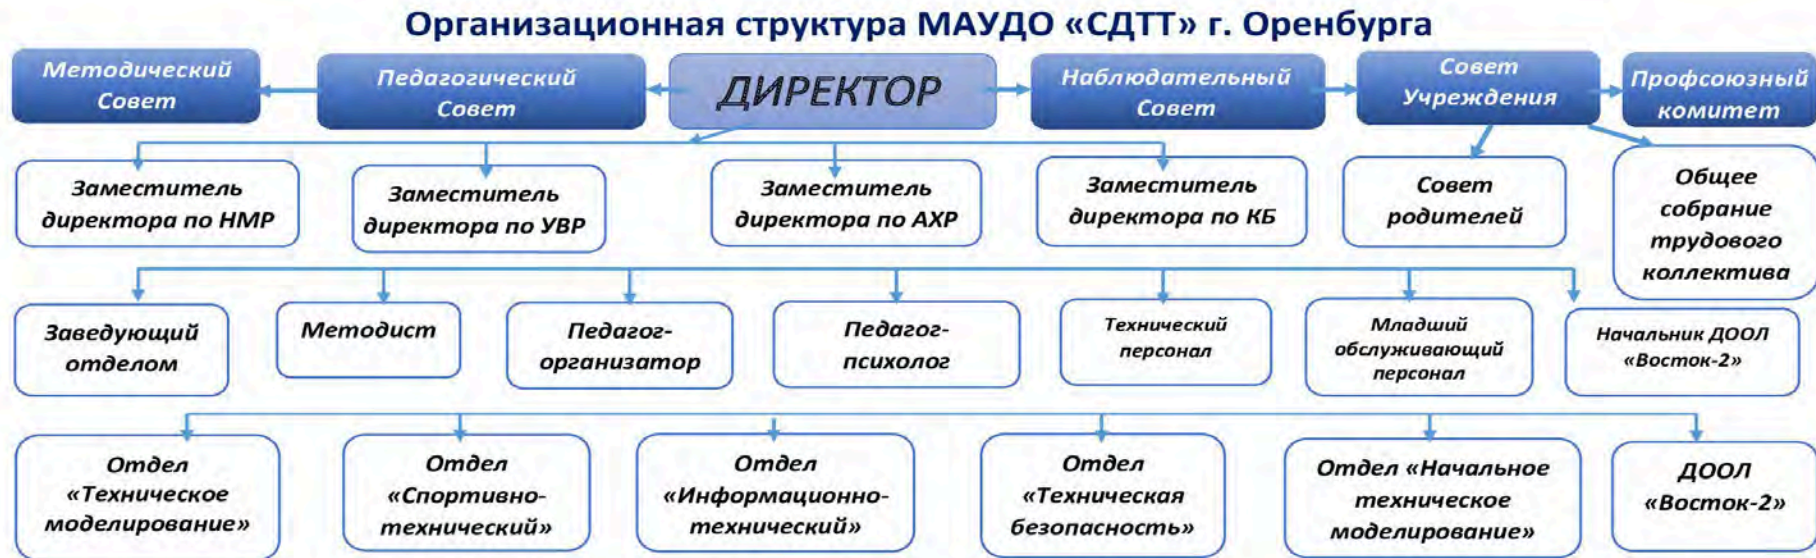 Организационная структура МАУДО «СДТТ» г. Оренбурга
Методический
Совет
Педагогический
Совет
ДИРЕКТОР
Наблюдательный
Совет
Совет
Учреждения
Профсоюзный
комитет
Заместитель
директора по НМР
Заместитель
директора по УВР
Заместитель
директора по АХР
Заместитель
директора по КБ
Совет
родителей
Общее
собрание
трудового
коллектива
Заведующий
отделом
Методист
Педагог-
организатор
Педагог-
психолог
Технический
персонал
Младший
обслуживающий
персонал
Начальник ДООЛ
«Восток-2»
Отдел
«Техническое
моделирование»
Отдел
«Спортивно-
технический»
Отдел
«Информационно-
технический»
Отдел
«Техническая
безопасность»
Отдел «Начальное
техническое
моделирование»
ДООЛ
«Восток-2»